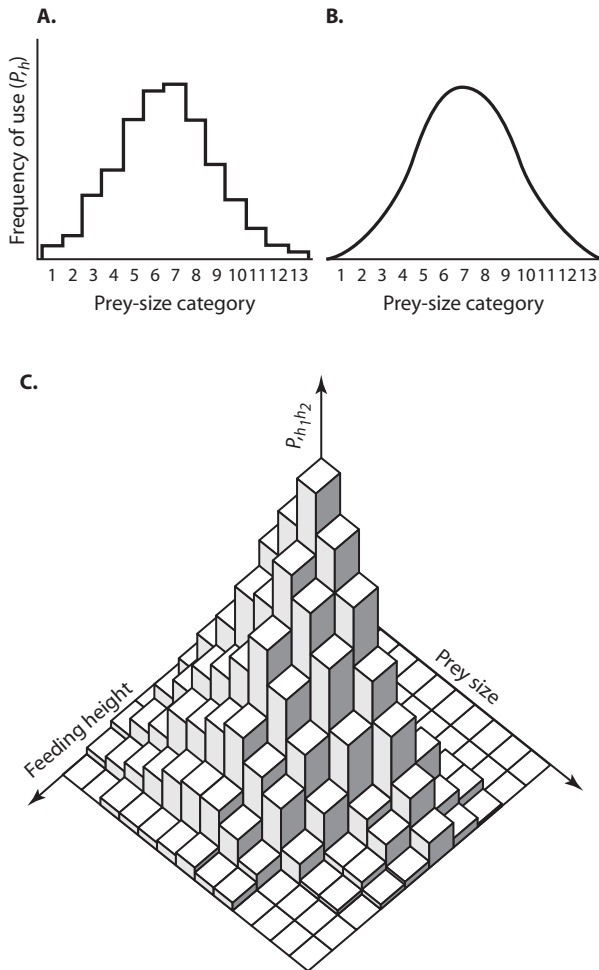 A.
Frequency of use (P,h)
1 2 3 4 5 6 7 8 9 10 11 12 13
Prey-size category
B.
1 2 3 4 5 6 7 8 9 10 11 12 13
Prey-size category
C.
P,h1h2
Feeding height
Prey size